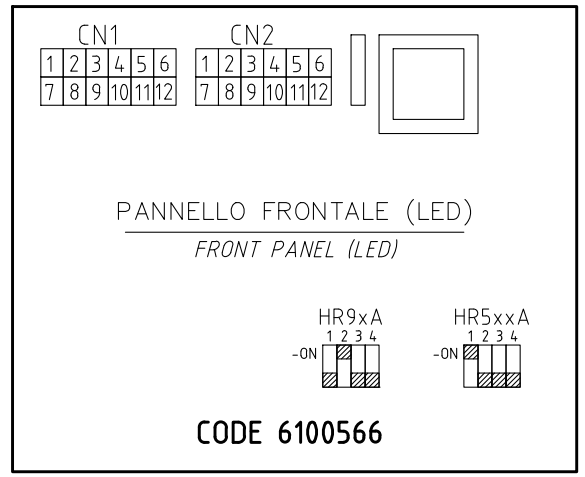 CN1 CN2
1 2 3 4 5 6 1 2 3 4 5 6
7 8 9 10 11 12 7 8 9 10 11 12
PANNELLO FRONTALE (LED)
FRONT PANEL (LED)
HR9xA HR5xxA
1 2 3 4 1 2 3 4
-ON -ON
CODE 6100566